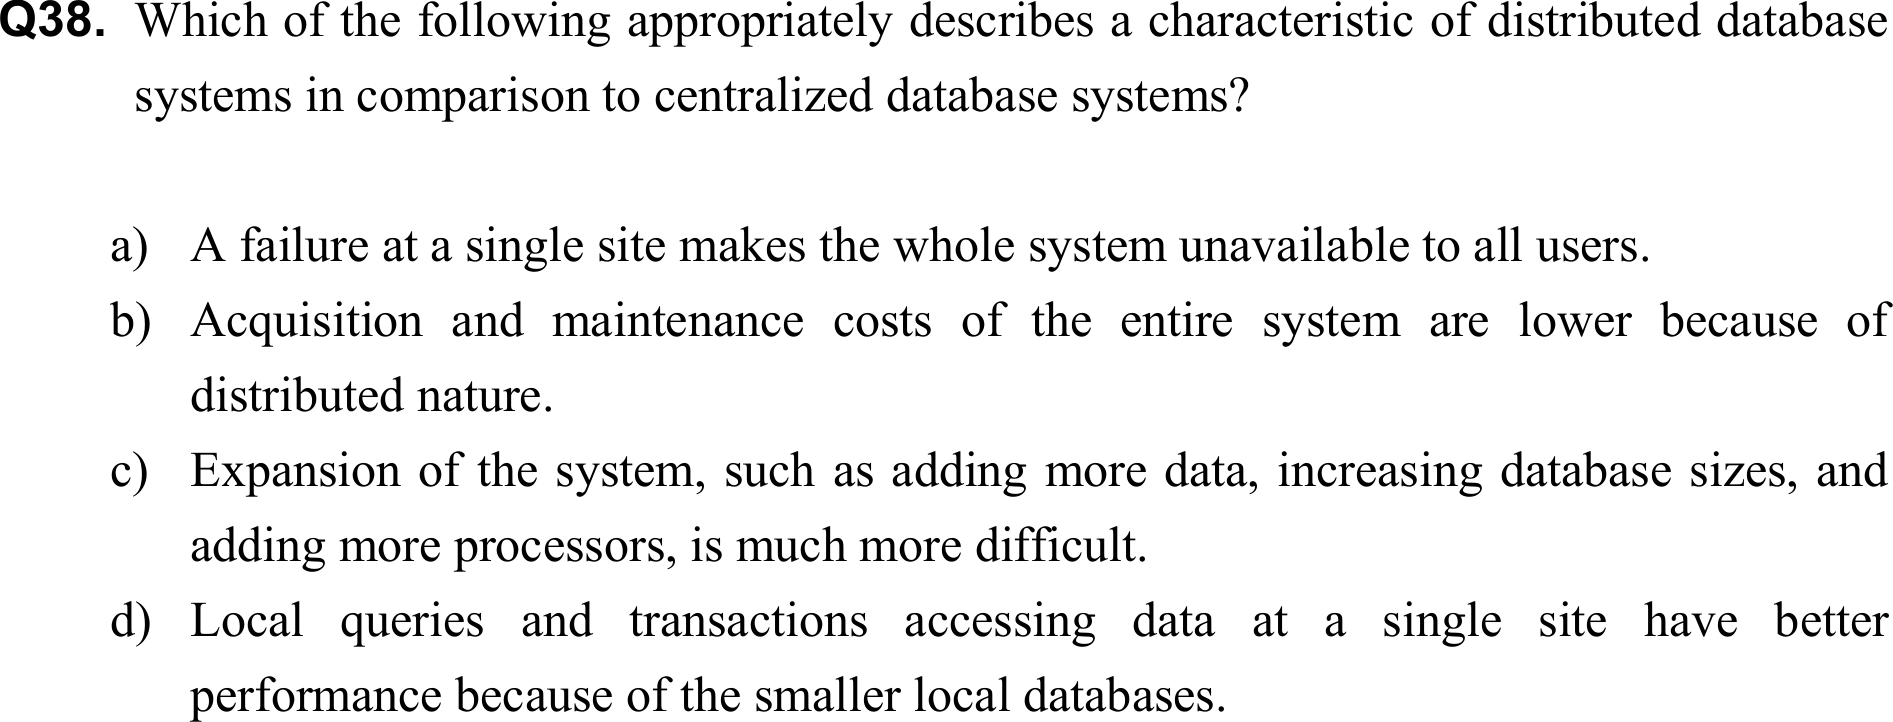 Q38. Which of the following appropriately describes a characteristic of distributed database
systems in comparison to centralized database systems?
a) A failure at a single site makes the whole system unavailable to all users.
b) Acquisition and maintenance costs of the entire system are lower because of
distributed nature.
c) Expansion of the system, such as adding more data, increasing database sizes, and
adding more processors, is much more difficult.
d) Local queries and transactions accessing data at a single site have better
performance because of the smaller local databases.